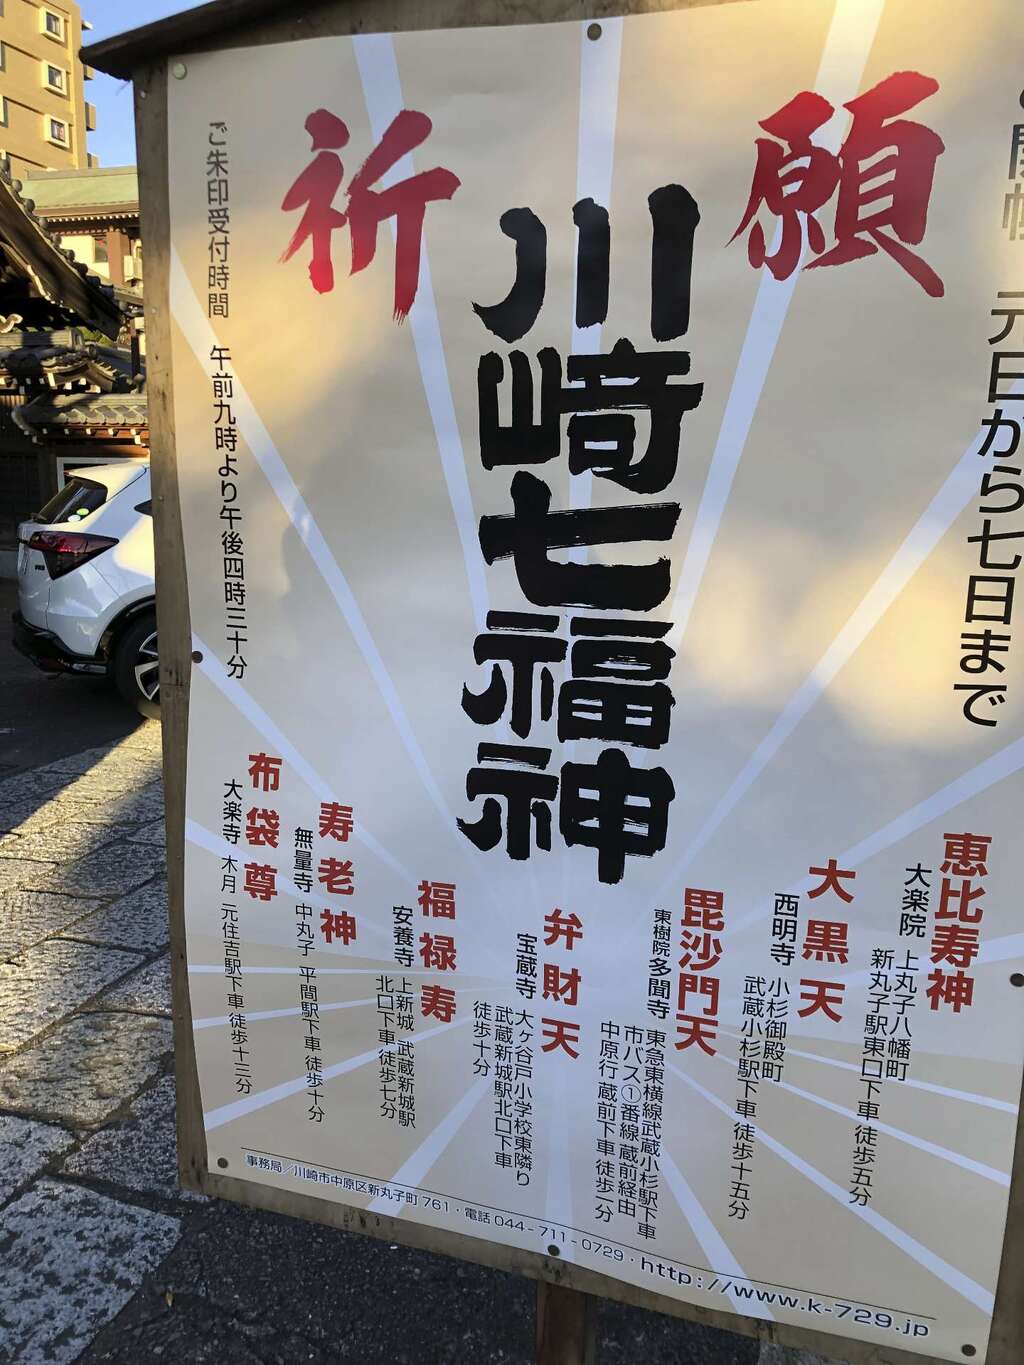 祈願
川崎七福神
開帳 元旦から七日まで
恵比寿神
大楽院 上丸子八幡町
新丸子駅東口下車 徒歩五分
大黒天
西明寺 小杉御殿町
武蔵小杉駅下車 徒歩十五分
毘沙門天
東樹院多聞寺 東急東横線武蔵小杉駅下車
市バス①番線 蔵前経由
中原行 蔵前下車 徒歩一分
弁財天
宝蔵寺 大ヶ谷戸小学校東隣り
武蔵新城駅北口下車
徒歩十分
福禄寿
安養寺 上新城 武蔵新城駅
北口下車 徒歩七分
寿老神
無量寺 中丸子 平間駅下車 徒歩十分
布袋尊
大楽寺 木月 元住吉駅下車 徒歩十三分
ご朱印受付時間 午前九時より午後四時三十分
事務局/川崎市中原区新丸子町761・電話 044-711-0729・http://www.k-729.jp